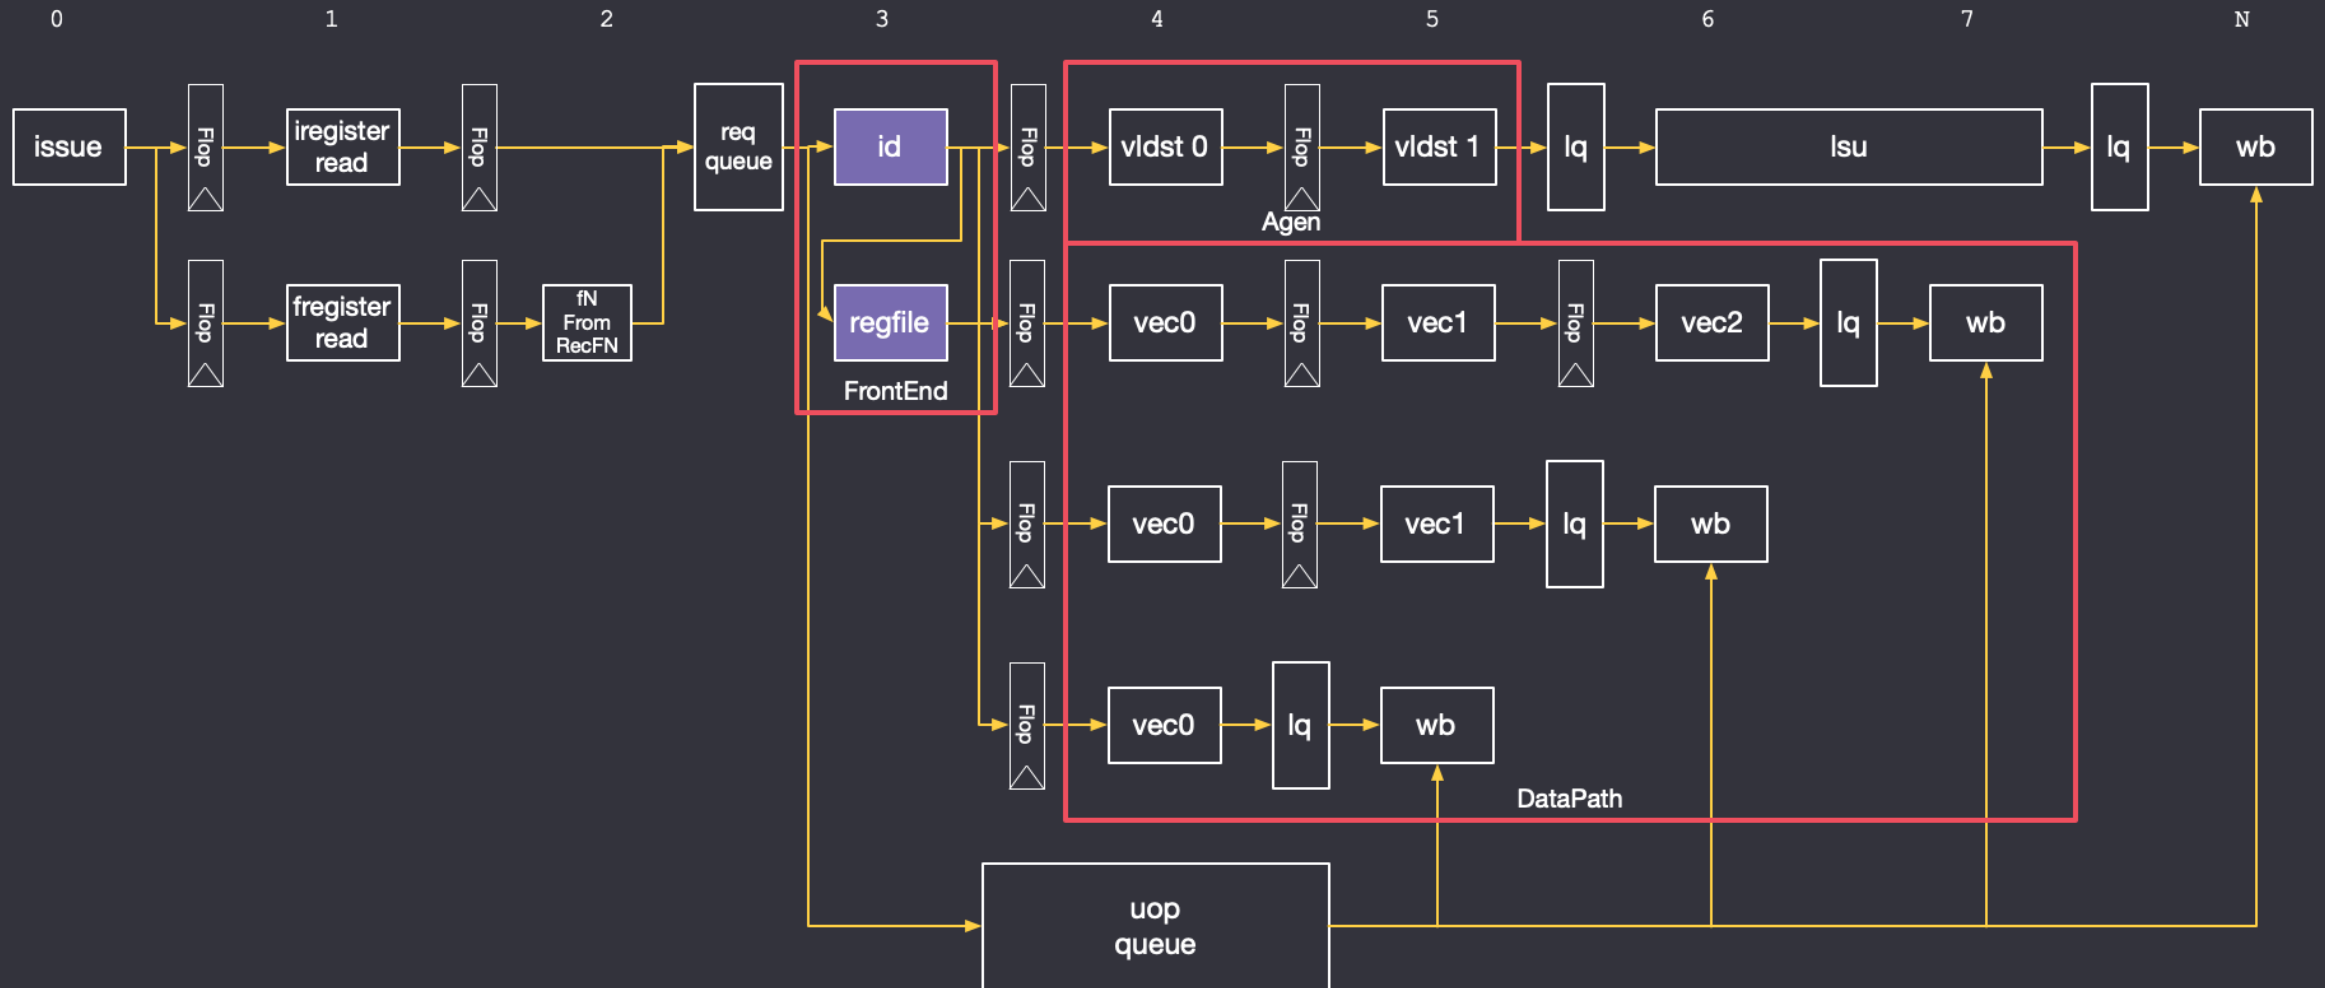 0 1 2 3 4 5 6 7 N
issue
Flop
iregister
read
Flop
req
queue
id
Flop
vldst 0
Flop
vldst 1
lq
lsu
lq
wb
Agen
Flop
fregister
read
Flop
fN
From
RecFN
regfile
Flop
vec0
Flop
vec1
Flop
vec2
lq
wb
FrontEnd
Flop
vec0
Flop
vec1
lq
wb
Flop
vec0
lq
wb
DataPath
uop
queue